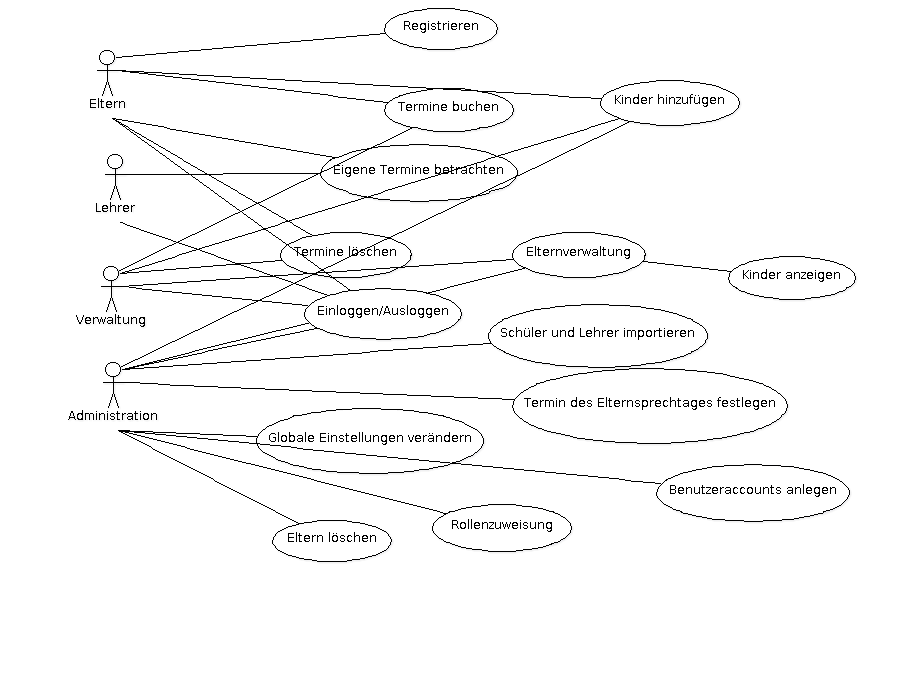 Registrieren
Eltern
Termine buchen
Kinder hinzufügen
Eigene Termine betrachten
Lehrer
Termine löschen
Elternverwaltung
Kinder anzeigen
Verwaltung
Einloggen/Ausloggen
Schüler und Lehrer importieren
Administration
Termin des Elternsprechtages festlegen
Globale Einstellungen verändern
Benutzeraccounts anlegen
Rollenzuweisung
Eltern löschen